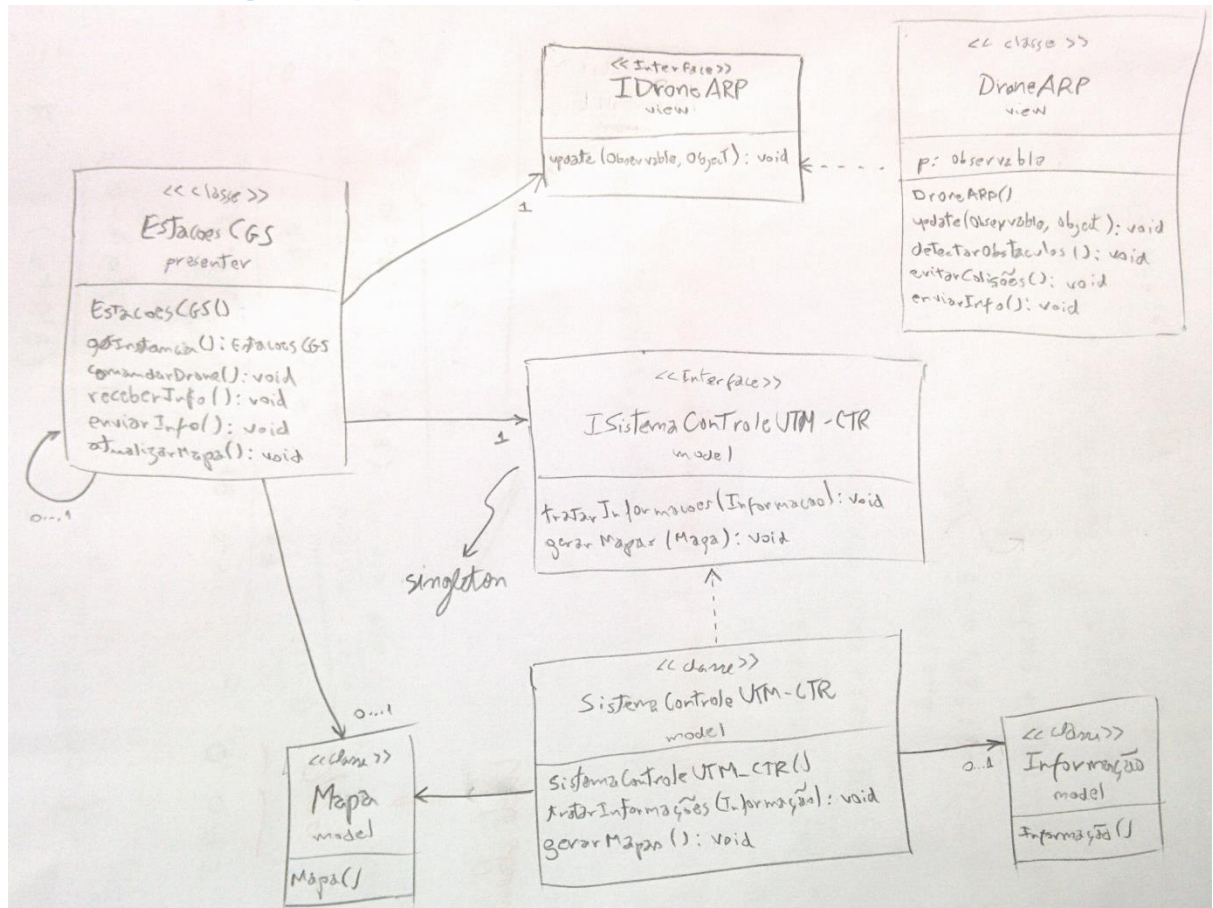 <<Interface>>
IDroneARP
view
update(Observable, Object): void
<<classe>>
DroneARP
view
p: observable
DroneARP()
update(Observable, object): void
detectarObstaculos(): void
evitarColisões(): void
enviarInfo(): void
<<classe>>
EstacoesCGS
presenter
EstacoesCGS()
getInstancia(): EstacoesCGS
comandarDrone(): void
receberInfo(): void
enviarInfo(): void
atualizarMapa(): void
1
0...1
<<Interface>>
ISistemaControleUTM-CTR
model
tratarInformacoes(Informacao): void
gerarMapas(Mapa): void
1
singleton
<<classe>>
SistemaControleUTM-CTR
model
sistemaControleUTM_CTR()
tratarInformações(Informação): void
gerarMapas(): void
0...1
<<classe>>
Mapa
model
Mapa()
0...1
<<classe>>
Informação
model
Informação()